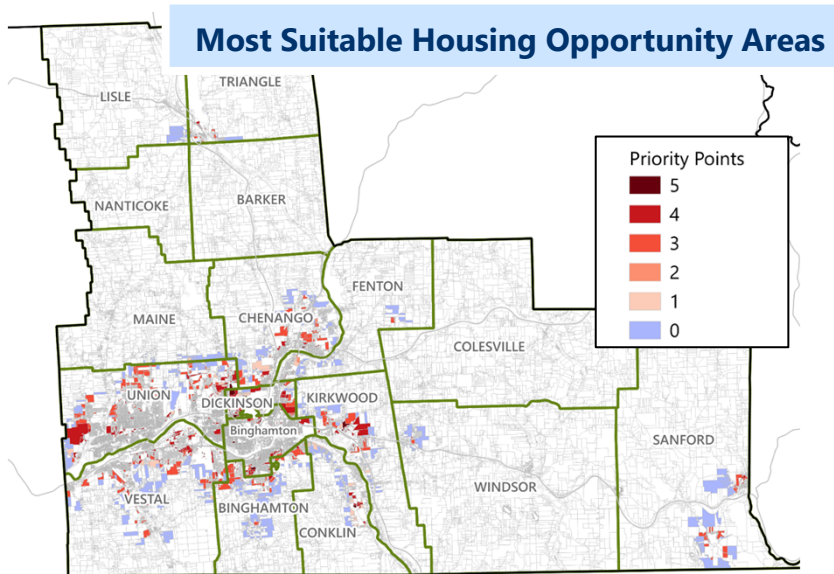 Most Suitable Housing Opportunity Areas
TRIANGLE
LISLE
Priority Points
5
4
3
2
1
0
NANTICOKE
BARKER
FENTON
MAINE
CHENANGO
COLESVILLE
UNION
DICKINSON
KIRKWOOD
Binghamton
SANFORD
WINDSOR
VESTAL
BINGHAMTON
CONKLIN